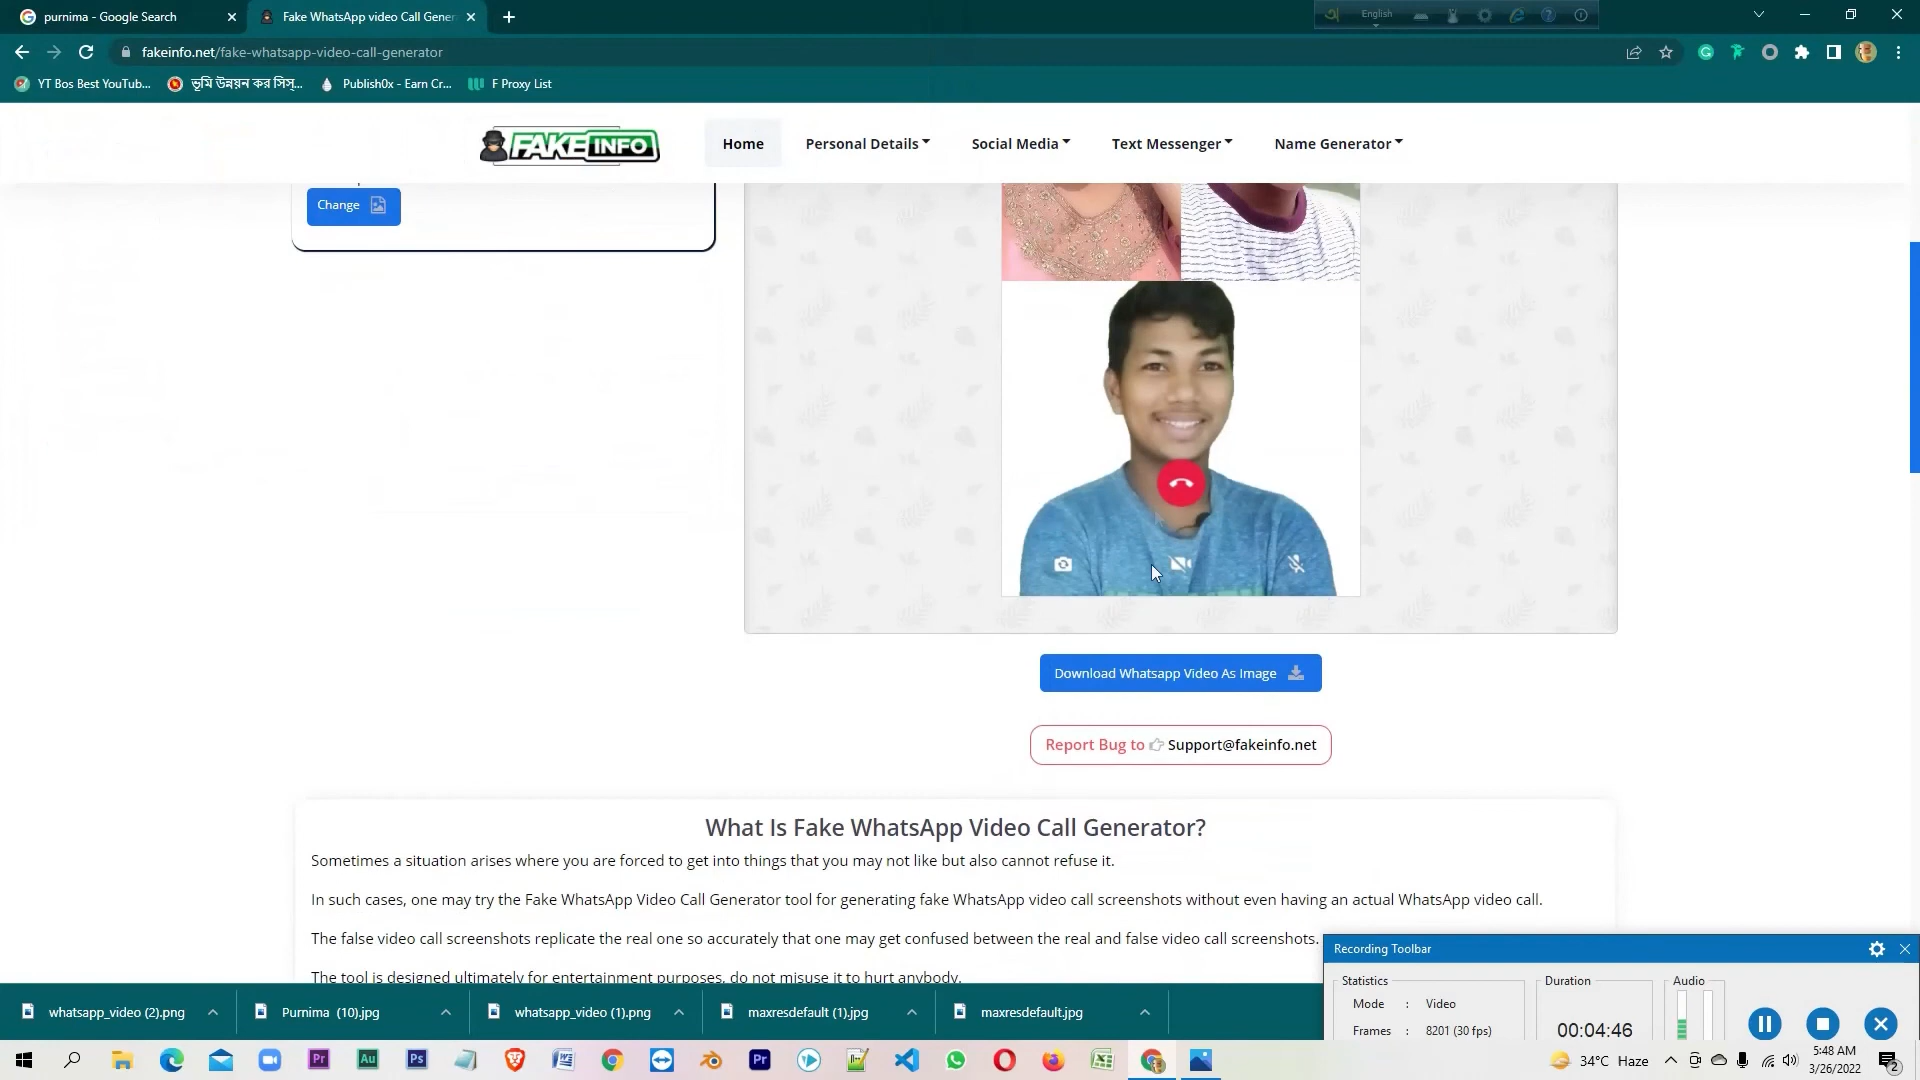 purnima - Google Search
Fake WhatsApp video Call Gener
English
fakeinfo.net/fake-whatsapp-video-call-generator
YT Bos Best YouTub...
ভূমি উন্নয়ন কর সিস্...
Publish0x - Earn Cr...
F Proxy List
FAKE INFO
Home
Personal Details
Social Media
Text Messenger
Name Generator
Change
Download Whatsapp Video As Image
Report Bug to Support@fakeinfo.net
What Is Fake WhatsApp Video Call Generator?
Sometimes a situation arises where you are forced to get into things that you may not like but also cannot refuse it.
In such cases, one may try the Fake WhatsApp Video Call Generator tool for generating fake WhatsApp video call screenshots without even having an actual WhatsApp video call.
The false video call screenshots replicate the real one so accurately that one may get confused between the real and false video call screenshots.
The tool is designed ultimately for entertainment purposes, do not misuse it to hurt anybody.
Recording Toolbar
Statistics
Mode : Video
Frames : 8201 (30 fps)
Duration
00:04:46
Audio
whatsapp_video (2).png
Purnima (10).jpg
whatsapp_video (1).png
maxresdefault (1).jpg
maxresdefault.jpg
34°C Haze
5:48 AM
3/26/2022
2